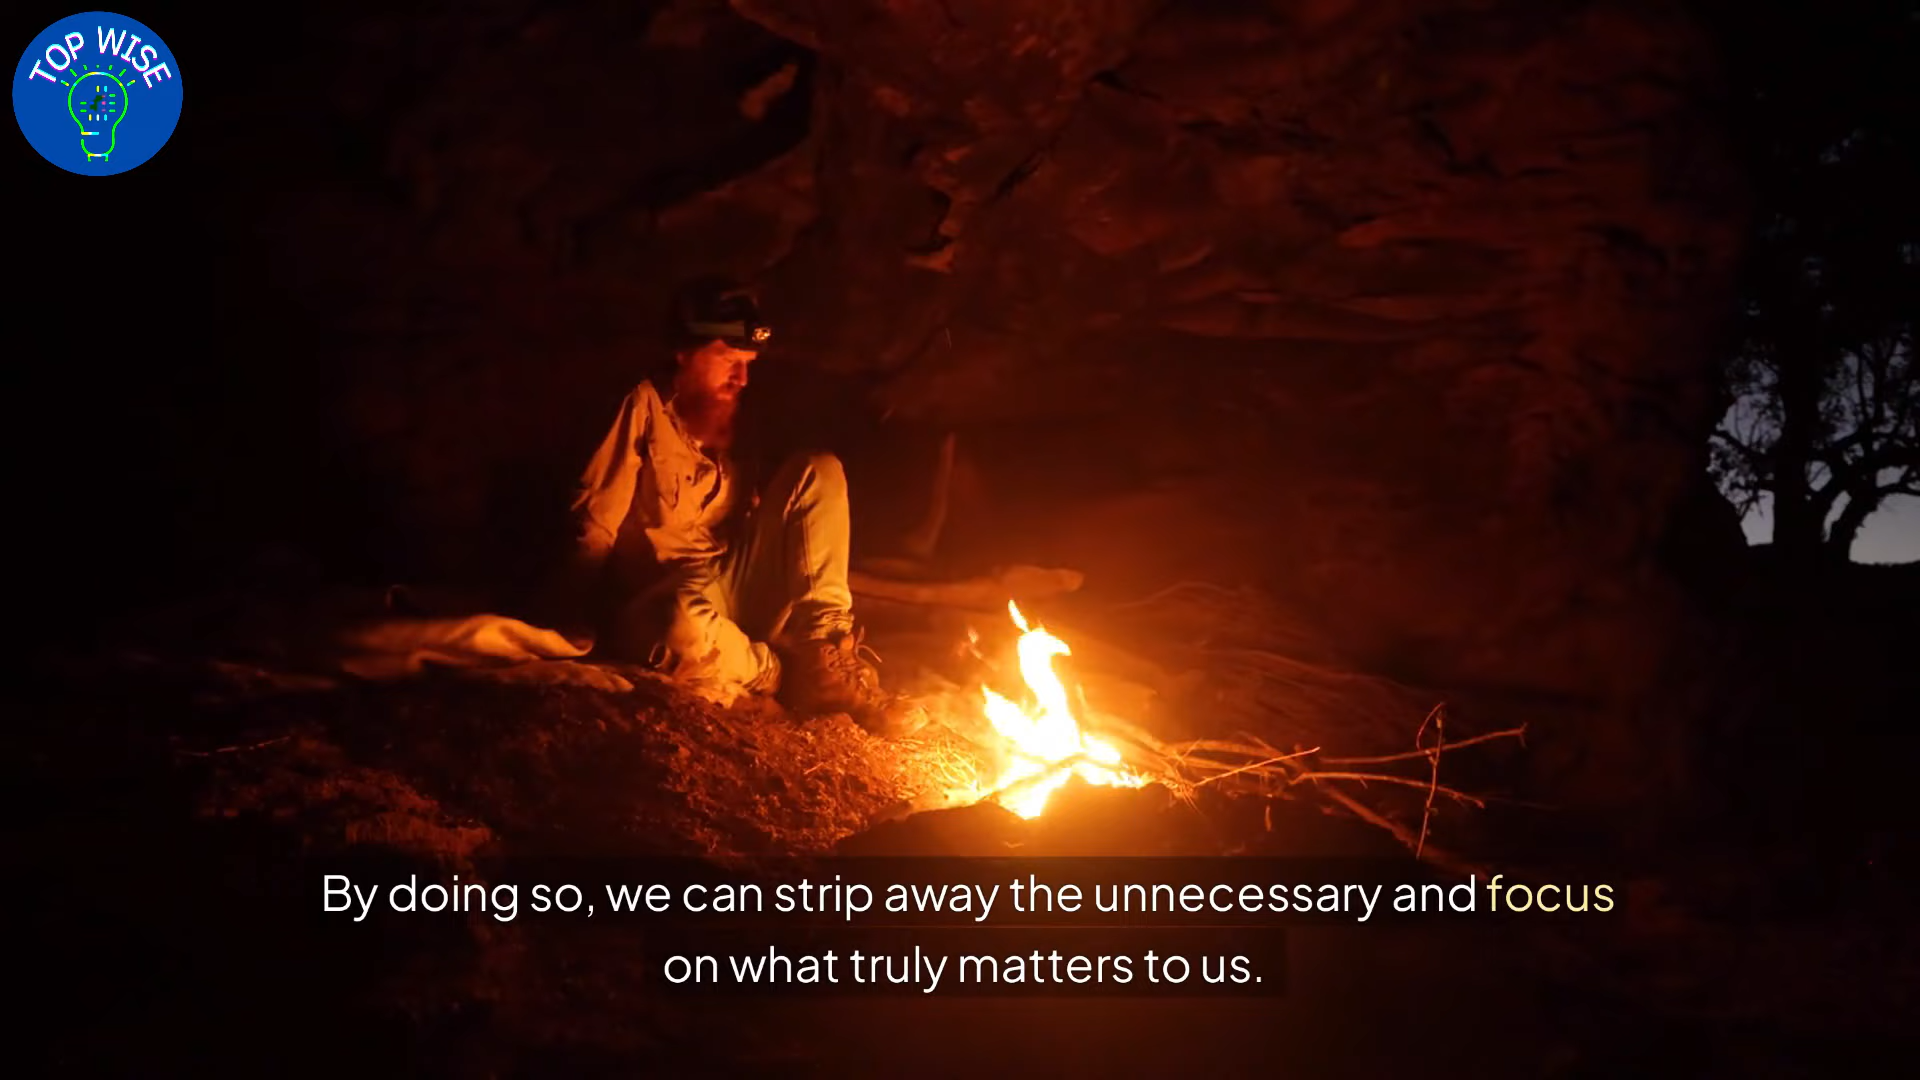 TOP WISE
By doing so, we can strip away the unnecessary and focus
on what truly matters to us.